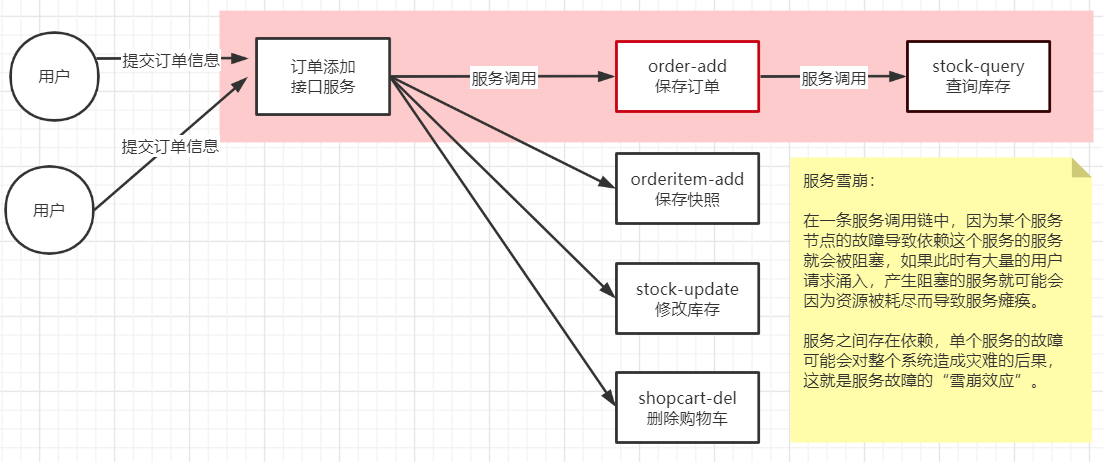 用户
提交订单信息
订单添加
接口服务
服务调用
order-add
保存订单
服务调用
stock-query
查询库存
提交订单信息
用户
orderitem-add
保存快照
stock-update
修改库存
shopcart-del
删除购物车
服务雪崩：
在一条服务调用链中，因为某个服务
节点的故障导致依赖这个服务的服务
就会被阻塞，如果此时有大量的用户
请求涌入，产生阻塞的服务就可能会
因为资源被耗尽而导致服务瘫痪。
服务之间存在依赖，单个服务的故障
可能会对整个系统造成灾难的后果，
这就是服务故障的“雪崩效应”。